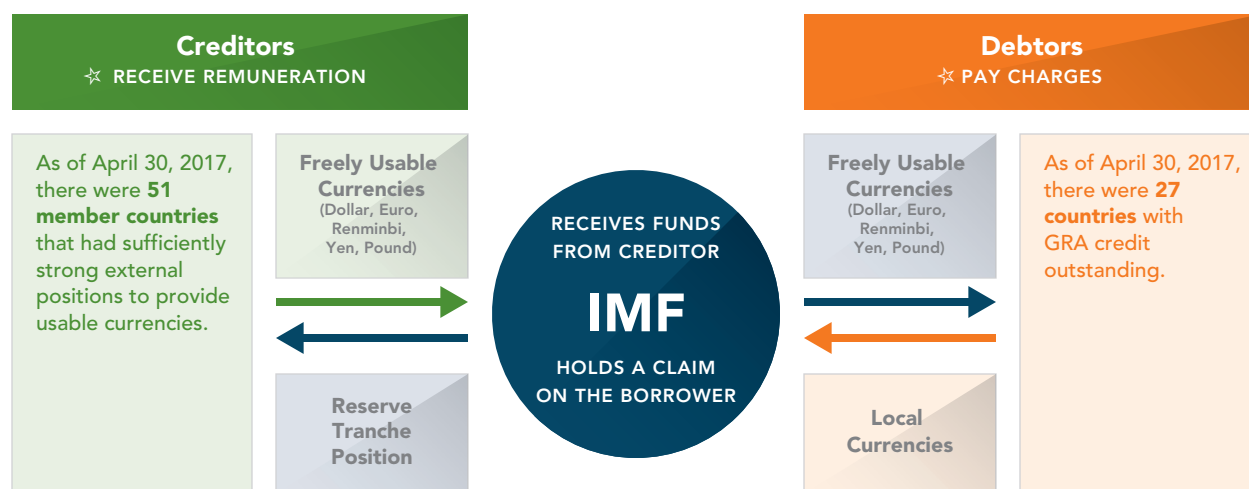 Creditors
☆ RECEIVE REMUNERATION
As of April 30, 2017,
there were 51
member countries
that had sufficiently
strong external
positions to provide
usable currencies.
Freely Usable
Currencies
(Dollar, Euro,
Renminbi,
Yen, Pound)
Reserve
Tranche
Position
RECEIVES FUNDS
FROM CREDITOR
IMF
HOLDS A CLAIM
ON THE BORROWER
Debtors
☆ PAY CHARGES
Freely Usable
Currencies
(Dollar, Euro,
Renminbi,
Yen, Pound)
Local
Currencies
As of April 30, 2017,
there were 27
countries with
GRA credit
outstanding.